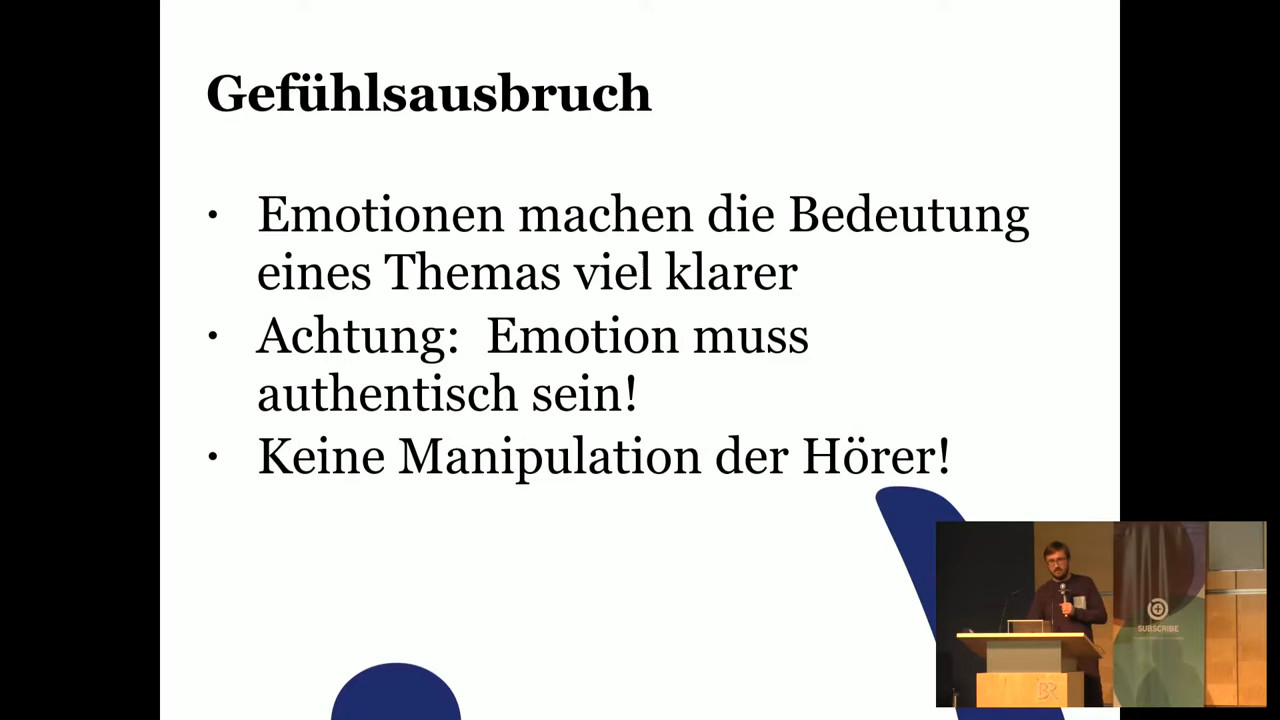 Gefühlsausbruch
· Emotionen machen die Bedeutung
eines Themas viel klarer
· Achtung:  Emotion muss
authentisch sein!
· Keine Manipulation der Hörer!
SUBSCRIBE
BR